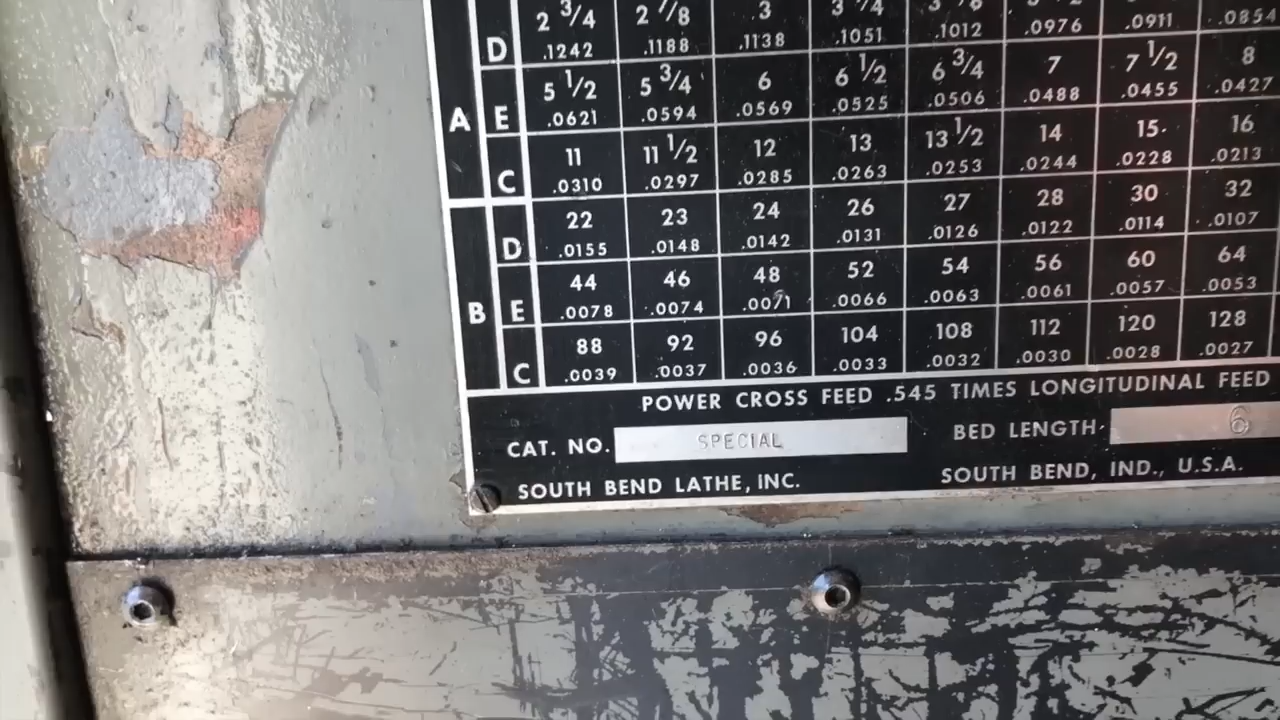 2 3/4 2 7/8 3 3 1/4
D .1242 .1188 .1138 .1051 .1012 .0976 .0911 .0854
5 1/2 5 3/4 6 6 1/2 6 3/4 7 7 1/2 8
A E .0621 .0594 .0569 .0525 .0506 .0488 .0455 .0427
11 11 1/2 12 13 13 1/2 14 15 16
C .0310 .0297 .0285 .0263 .0253 .0244 .0228 .0213
22 23 24 26 27 28 30 32
D .0155 .0148 .0142 .0131 .0126 .0122 .0114 .0107
44 46 48 52 54 56 60 64
B E .0078 .0074 .0071 .0066 .0063 .0061 .0057 .0053
88 92 96 104 108 112 120 128
C .0039 .0037 .0036 .0033 .0032 .0030 .0028 .0027
POWER CROSS FEED .545 TIMES LONGITUDINAL FEED
CAT. NO. SPECIAL BED LENGTH 6
SOUTH BEND LATHE, INC. SOUTH BEND, IND., U.S.A.